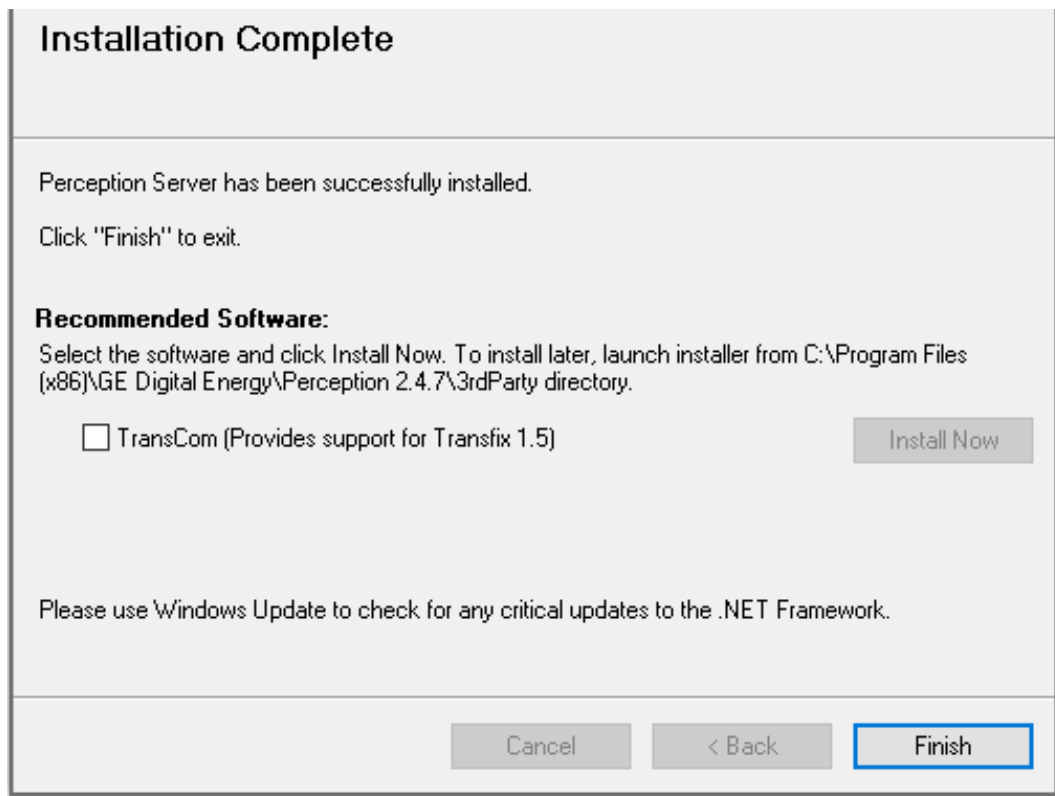 Installation Complete
Perception Server has been successfully installed.
Click "Finish" to exit.
Recommended Software:
Select the software and click Install Now. To install later, launch installer from C:\Program Files
(x86)\GE Digital Energy\Perception 2.4.7\3rdParty directory.
TransCom (Provides support for Transfix 1.5)
Install Now
Please use Windows Update to check for any critical updates to the .NET Framework.
Cancel
< Back
Finish